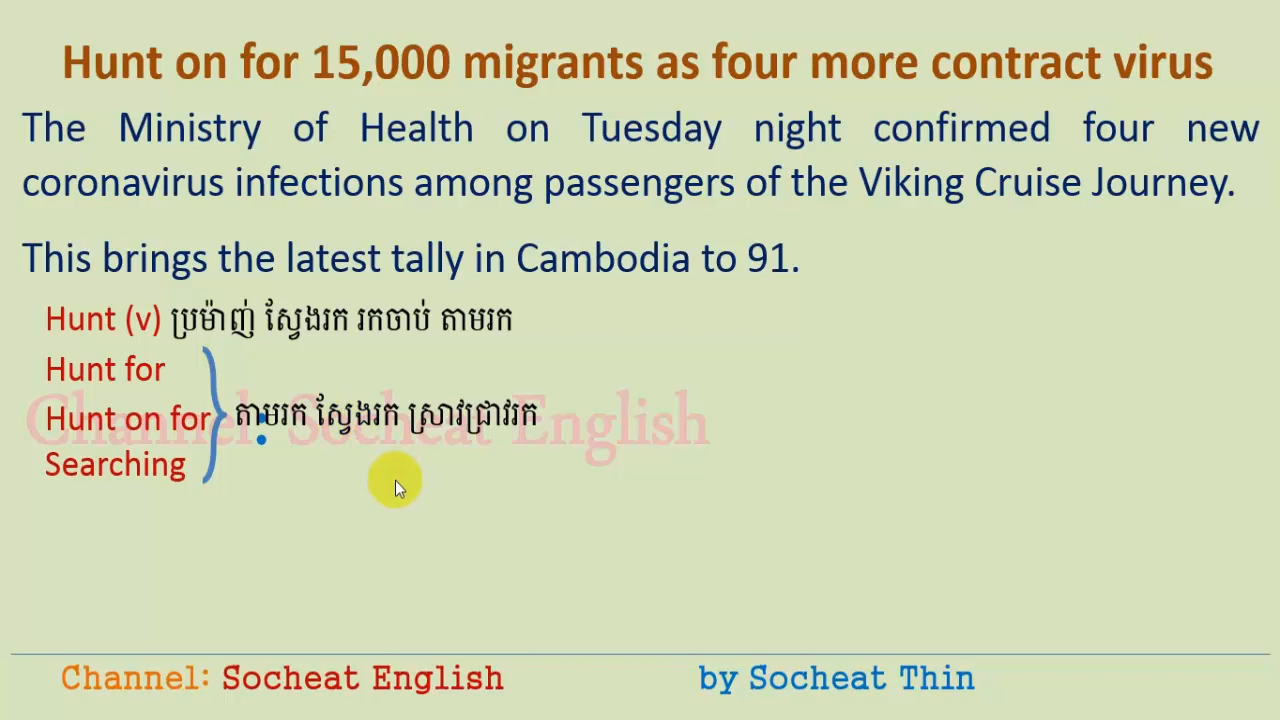 Hunt on for 15,000 migrants as four more contract virus
The Ministry of Health on Tuesday night confirmed four new
coronavirus infections among passengers of the Viking Cruise Journey.
This brings the latest tally in Cambodia to 91.
Hunt (v) ប្រម៉ាញ់ ស្វែងរក រកចាប់ តាមរក
Hunt for
Hunt on for
តាមរក ស្វែងរក ស្រាវជ្រាវរក
Searching
Channel: Socheat English
Channel: Socheat English
by Socheat Thin